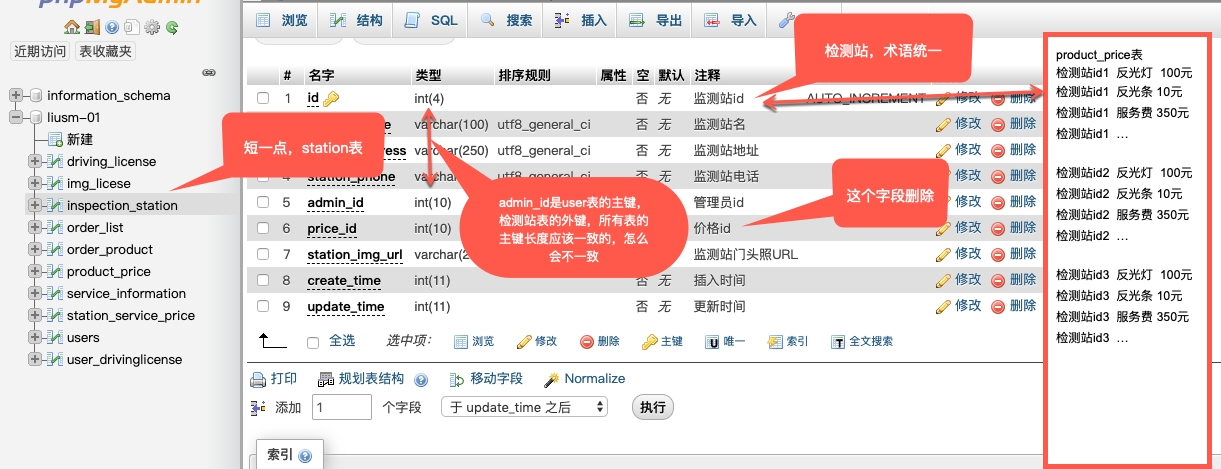 phpMyAdmin
近期访问 表收藏夹
information_schema
liusm-01
新建
driving_license
img_licese
inspection_station
order_list
order_product
product_price
service_information
station_service_price
users
user_drivinglicense
浏览 结构 SQL 搜索 插入 导出 导入
# 名字 类型 排序规则 属性 空 默认 注释
1 id int(4) 否 无 监测站id AUTO_INCREMENT 修改 删除
varchar(100) utf8_general_ci 否 无 监测站名 修改 删除
varchar(250) utf8_general_ci 否 无 监测站地址 修改 删除
4 station_phone varchar utf8_general_ci 否 无 监测站电话 修改 删除
5 admin_id int(10) 否 无 管理员id 修改 删除
6 price_id int(10) 价格id 修改 删除
7 station_img_url varchar(2 否 无 监测站门头照URL 修改 删除
8 create_time int(11) 否 无 插入时间 修改 删除
9 update_time int(11) 否 无 更新时间 修改 删除
全选 选中项: 浏览 修改 删除 主键 唯一 索引 全文搜索
打印 规划表结构 移动字段 Normalize
添加 1 个字段 于 update_time 之后 执行
索引
检测站，术语统一
短一点，station表
admin_id是user表的主键，
检测站表的外键，所有表的
主键长度应该一致的，怎么
会不一致
这个字段删除
product_price表
检测站id1 反光灯 100元
检测站id1 反光条 10元
检测站id1 服务费 350元
检测站id1 ...
检测站id2 反光灯 100元
检测站id2 反光条 10元
检测站id2 服务费 350元
检测站id2 ...
检测站id3 反光灯 100元
检测站id3 反光条 10元
检测站id3 服务费 350元
检测站id3 ...